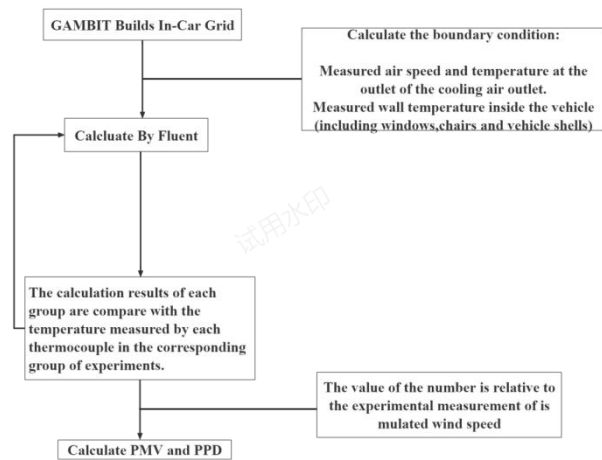 GAMBIT Builds In-Car Grid
Calculate the boundary condition:
Measured air speed and temperature at the
outlet of the cooling air outlet.
Measured wall temperature inside the vehicle
(including windows,chairs and vehicle shells)
Calcluate By Fluent
试用水印
The calculation results of each
group are compare with the
temperature measured by each
thermocouple in the corresponding
group of experiments.
The value of the number is relative to
the experimental measurement of is
mulated wind speed
Calculate PMV and PPD